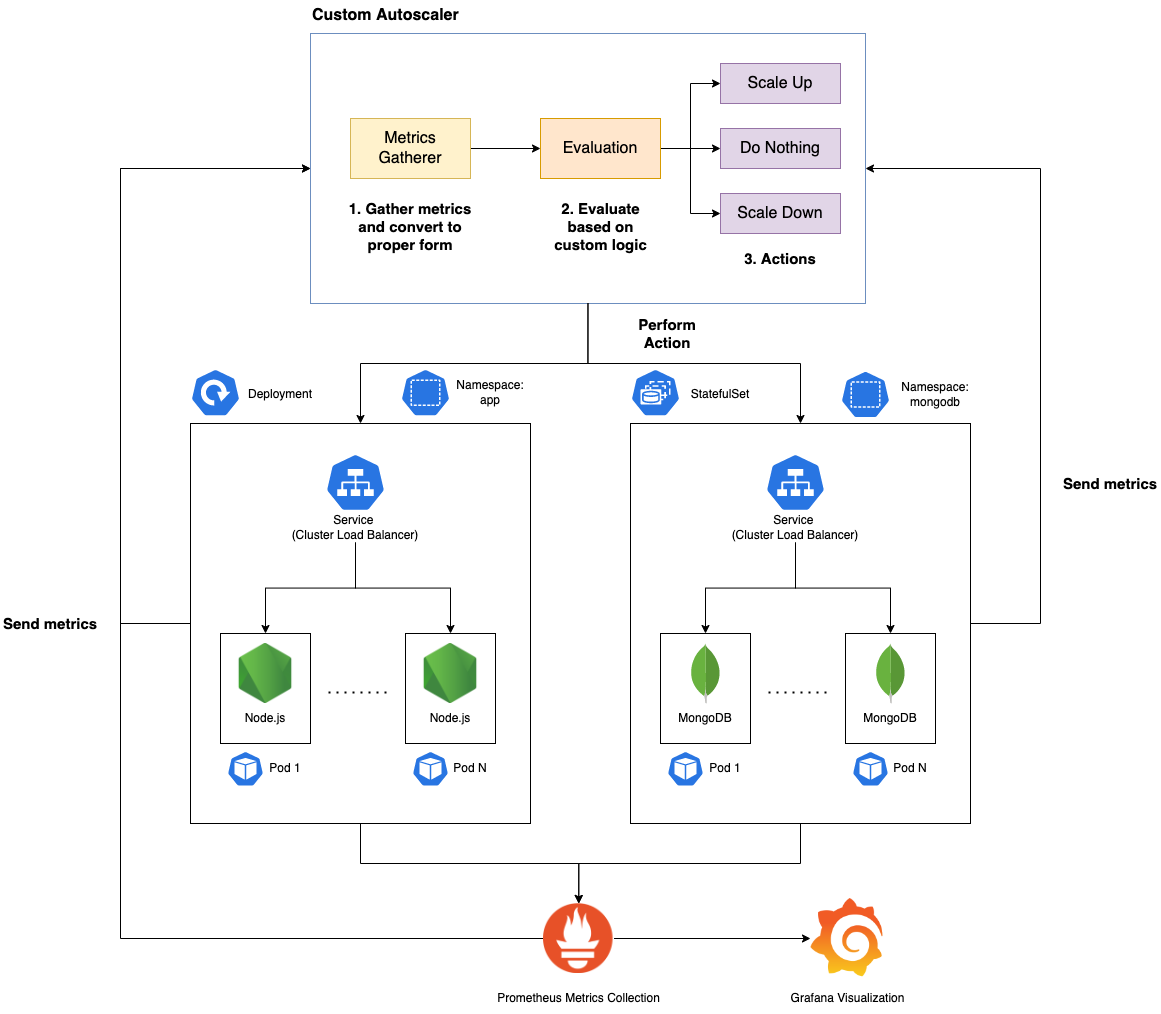 Custom Autoscaler
Metrics
Gatherer
Evaluation
Scale Up
Do Nothing
Scale Down
1. Gather metrics
and convert to
proper form
2. Evaluate
based on
custom logic
3. Actions
Perform
Action
Deployment
Namespace:
app
StatefulSet
Namespace:
mongodb
Service
(Cluster Load Balancer)
Service
(Cluster Load Balancer)
Send metrics
Send metrics
Node.js
........
Node.js
MongoDB
........
MongoDB
Pod 1
Pod N
Pod 1
Pod N
Prometheus Metrics Collection
Grafana Visualization